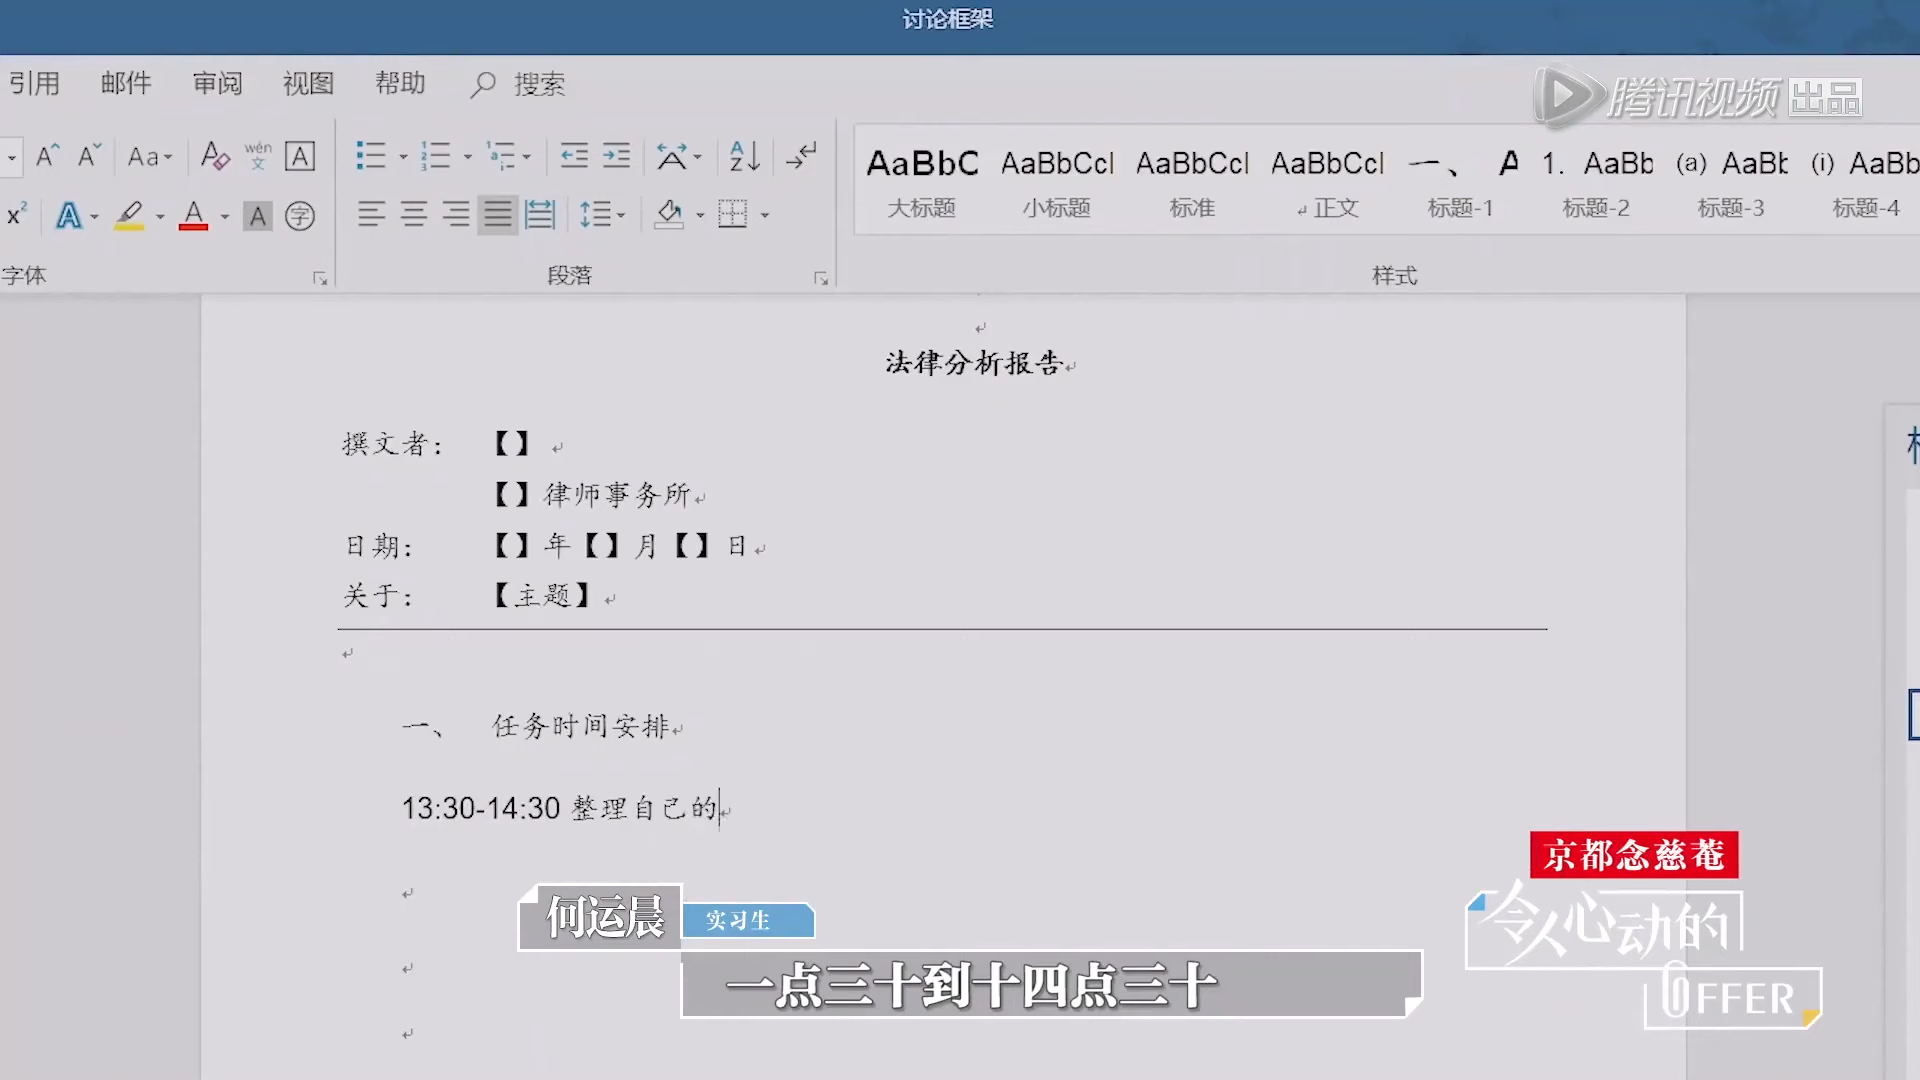 讨论框架
引用 邮件 审阅 视图 帮助 搜索
腾讯视频 出品
Aa wén 文 A
AaBbC AaBbCcl AaBbCcl AaBbCcl 一、 A 1. AaBb (a) AaBb (i) AaBb
大标题 小标题 标准 正文 标题-1 标题-2 标题-3 标题-4
字体 段落 样式
法律分析报告
撰文者： 【】
【】律师事务所
日期： 【】年【】月【】日
关于： 【主题】
一、 任务时间安排
13:30-14:30 整理自己的
京都念慈菴
令人心动的
OFFER
何运晨 实习生
一点三十到十四点三十